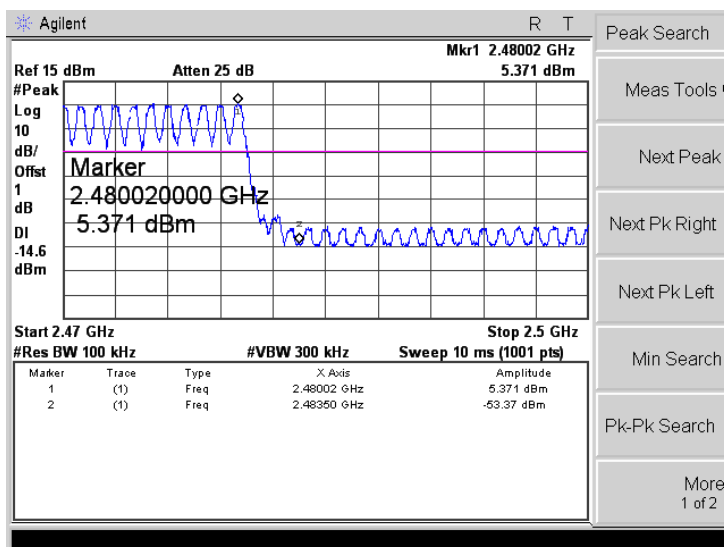 Agilent R T
Mkr1 2.48002 GHz
Ref 15 dBm Atten 25 dB 5.371 dBm
#Peak
Log
10
dB/
Offst
1
dB
DI
-14.6
dBm
1
2
Marker
2.480020000 GHz
5.371 dBm
Start 2.47 GHz Stop 2.5 GHz
#Res BW 100 kHz #VBW 300 kHz Sweep 10 ms (1001 pts)
Marker Trace Type X Axis Amplitude
1 (1) Freq 2.48002 GHz 5.371 dBm
2 (1) Freq 2.48350 GHz -53.37 dBm
Peak Search
Meas Tools
Next Peak
Next Pk Right
Next Pk Left
Min Search
Pk-Pk Search
More
1 of 2